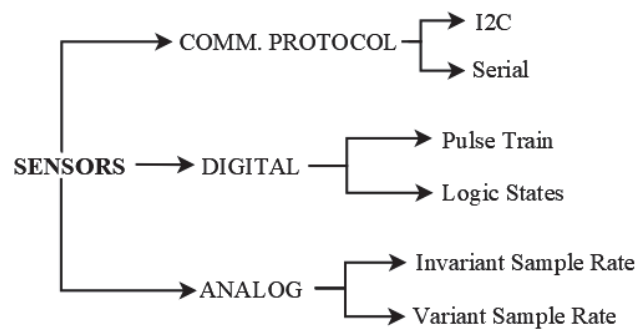 COMM. PROTOCOL
I2C
Serial
SENSORS
DIGITAL
Pulse Train
Logic States
ANALOG
Invariant Sample Rate
Variant Sample Rate